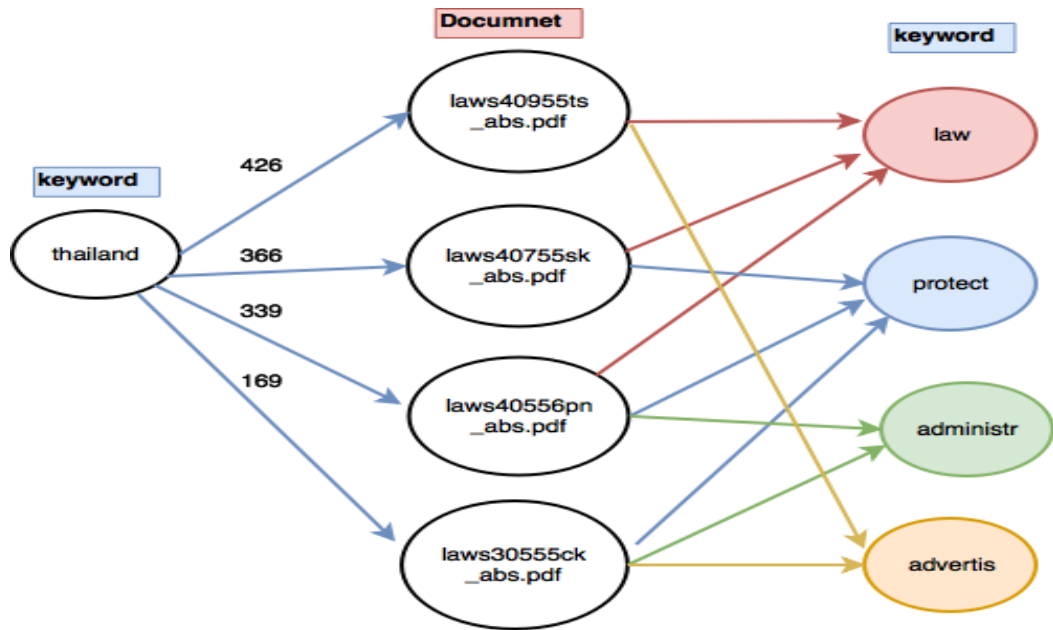 Documnet
keyword
laws40955ts
_abs.pdf
law
426
keyword
thailand
366
laws40755sk
_abs.pdf
protect
339
169
laws40556pn
_abs.pdf
administr
laws30555ck
_abs.pdf
advertis